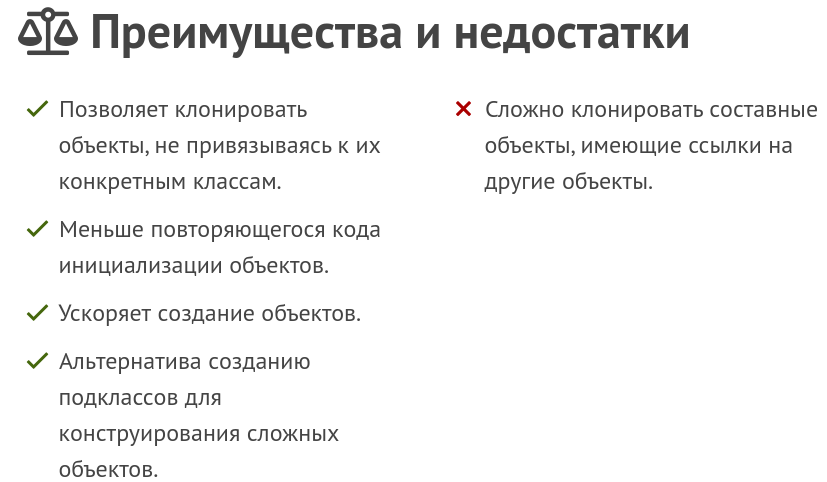 Преимущества и недостатки
Позволяет клонировать
объекты, не привязываясь к их
конкретным классам.
Меньше повторяющегося кода
инициализации объектов.
Ускоряет создание объектов.
Альтернатива созданию
подклассов для
конструирования сложных
объектов.
Сложно клонировать составные
объекты, имеющие ссылки на
другие объекты.